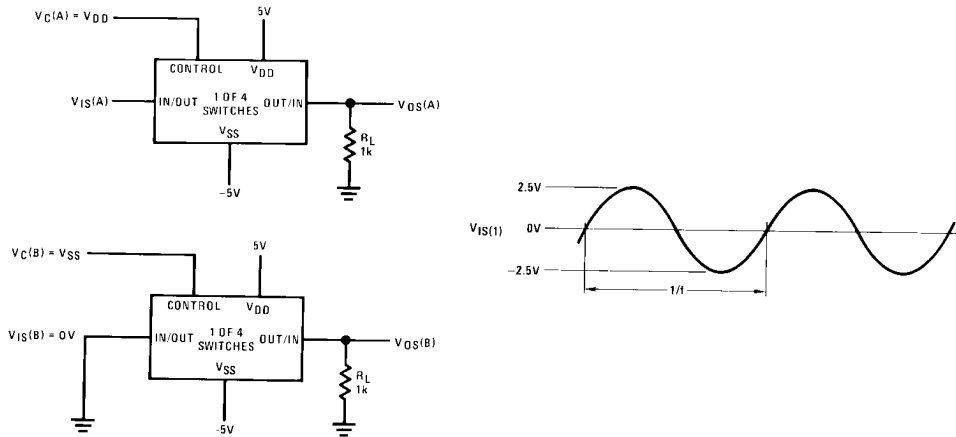 VC(A) = VDD
5V
CONTROL VDD
VIS(A) IN/OUT 1 OF 4 OUT/IN VOS(A)
SWITCHES
VSS
RL
1k
-5V
VC(B) = VSS
5V
CONTROL VDD
VIS(B) = 0V IN/OUT 1 OF 4 OUT/IN VOS(B)
SWITCHES
VSS
RL
1k
-5V
2.5V
VIS(1) 0V
-2.5V
1/f